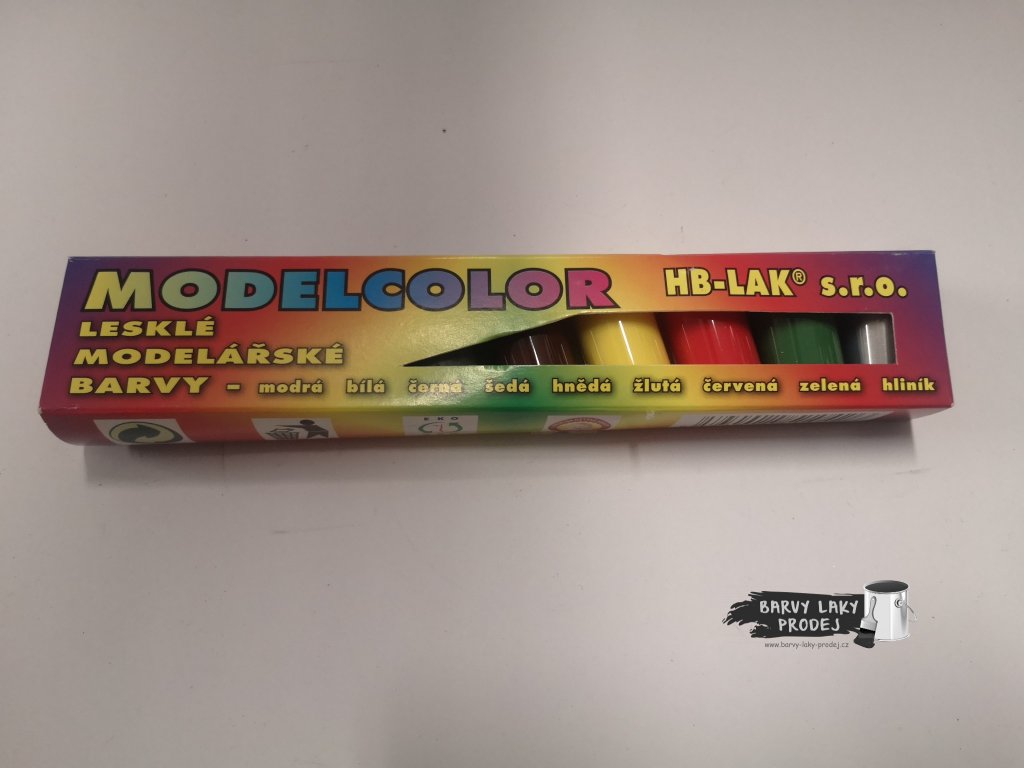 MODELCOLOR
HB-LAK® s.r.o.
LESKLÉ
MODELÁŘSKÉ
BARVY – modrá bílá černá šedá hnědá žlutá červená zelená hliník
EKO
BARVY LAKY
PRODEJ
www.barvy-laky-prodej.cz